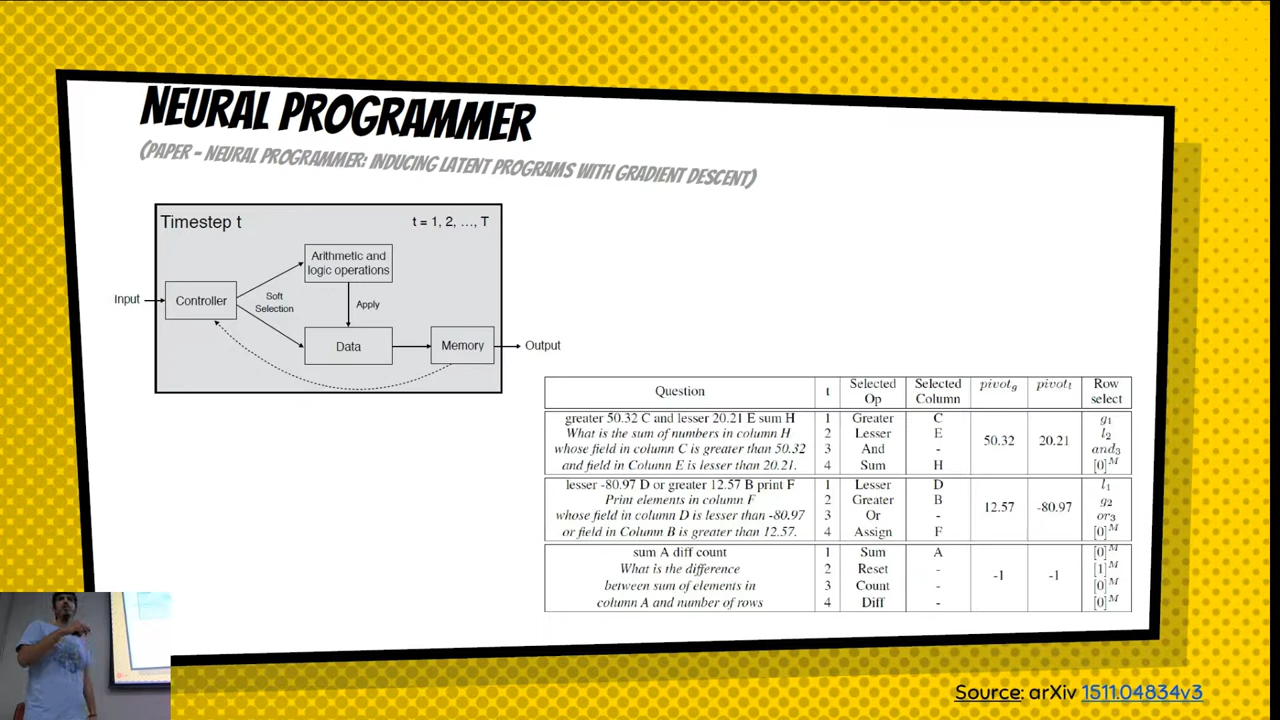 NEURAL PROGRAMMER
(PAPER - NEURAL PROGRAMMER: INDUCING LATENT PROGRAMS WITH GRADIENT DESCENT)
Timestep t
t = 1, 2, ..., T
Arithmetic and
logic operations
Input
Controller
Soft
Selection
Apply
Data
Memory
Output
Question t Selected Op Selected Column pivot_g pivot_l Row select
greater 50.32 C and lesser 20.21 E sum H 1 Greater C g_1
What is the sum of numbers in column H 2 Lesser E 50.32 20.21 l_2
whose field in column C is greater than 50.32 3 And - and_3
and field in Column E is lesser than 20.21. 4 Sum H [0]^M
lesser -80.97 D or greater 12.57 B print F 1 Lesser D l_1
Print elements in column F 2 Greater B 12.57 -80.97 g_2
whose field in column D is lesser than -80.97 3 Or - or_3
or field in Column B is greater than 12.57. 4 Assign F [0]^M
sum A diff count 1 Sum A [0]^M
What is the difference 2 Reset - -1 -1 [1]^M
between sum of elements in 3 Count - [0]^M
column A and number of rows 4 Diff - [0]^M
Source: arXiv 1511.04834v3